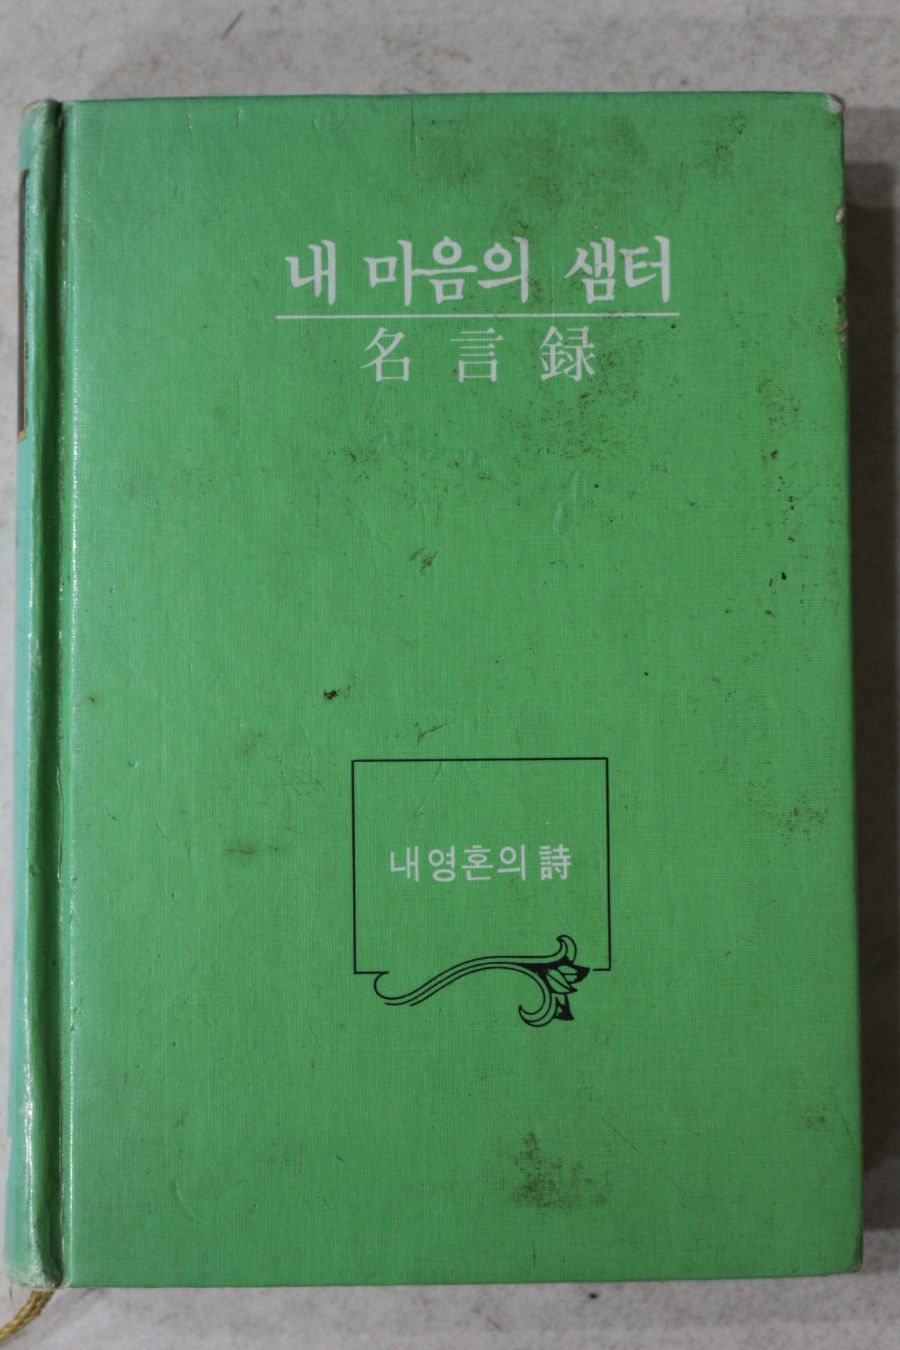 내 마음의 샘터
名言録
내영혼의 詩